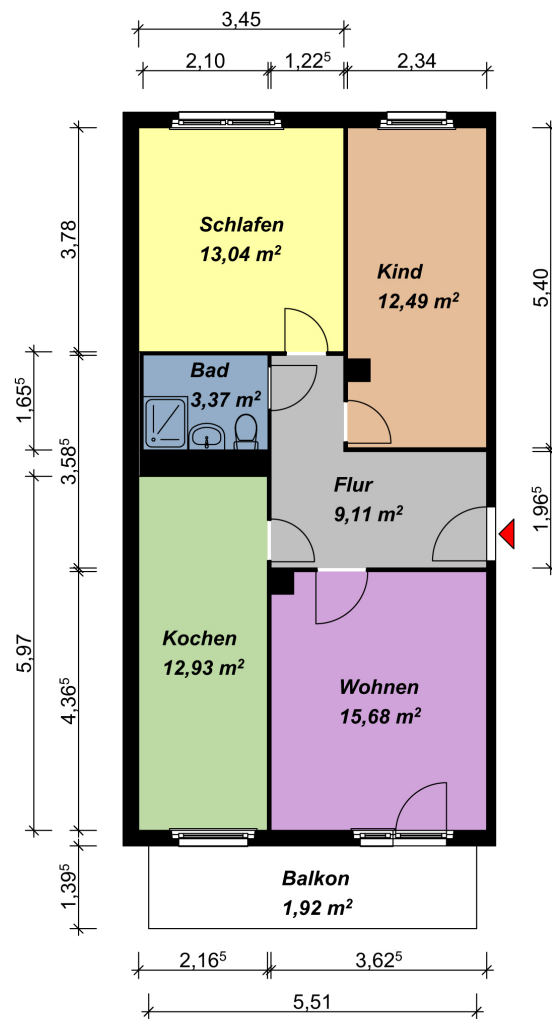 3,45
2,10
1,22⁵
2,34
Schlafen
13,04 m²
Kind
12,49 m²
3,78
5,40
Bad
3,37 m²
1,65⁵
3,58⁵
Flur
9,11 m²
1,96⁵
Kochen
12,93 m²
Wohnen
15,68 m²
5,97
4,36⁵
Balkon
1,92 m²
1,39⁵
2,16⁵
3,62⁵
5,51